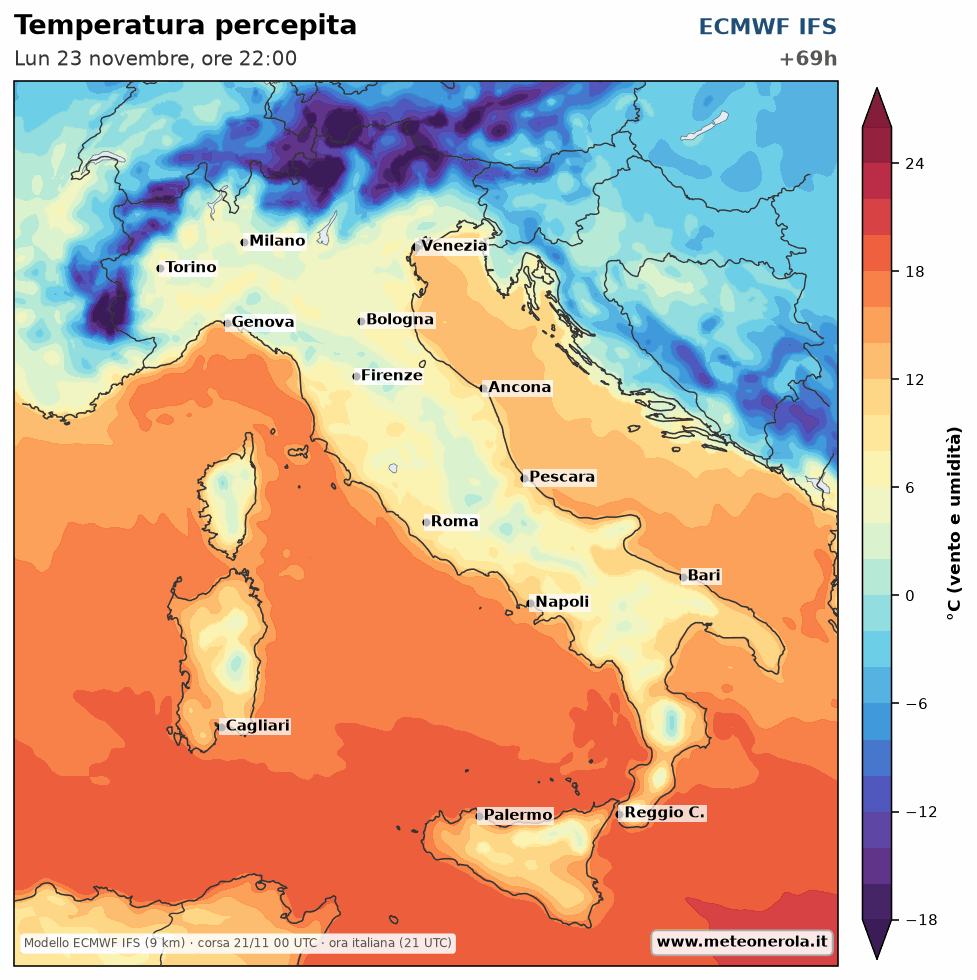 Temperatura percepita
ECMWF IFS
Lun 23 novembre, ore 22:00
+69h
Milano
Venezia
Torino
Genova
Bologna
Firenze
Ancona
Pescara
Roma
Bari
Napoli
Cagliari
Palermo
Reggio C.
24
18
12
6
0
−6
−12
−18
°C (vento e umidità)
Modello ECMWF IFS (9 km) · corsa 21/11 00 UTC · ora italiana (21 UTC)
www.meteonerola.it